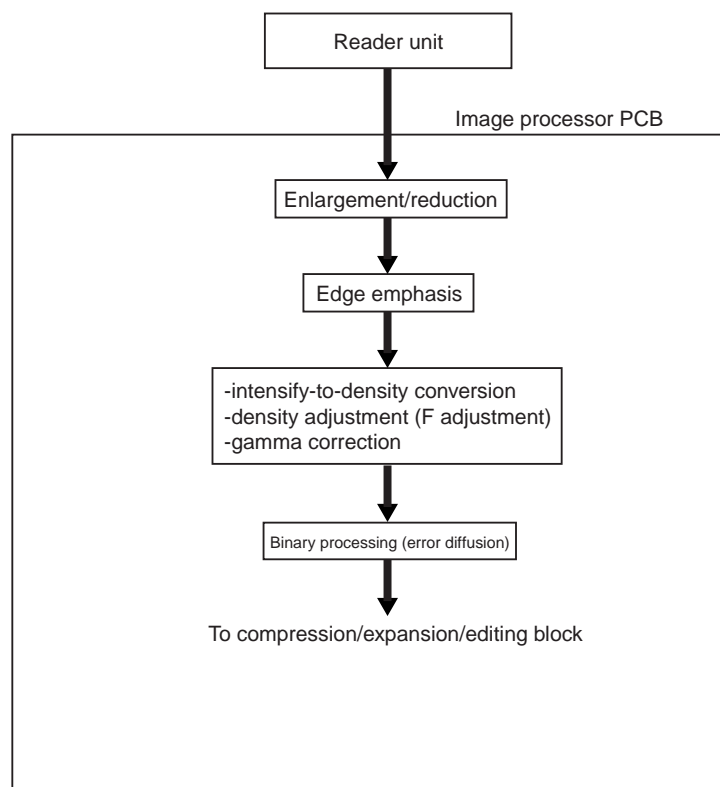 Reader unit
Image processor PCB
Enlargement/reduction
Edge emphasis
-intensify-to-density conversion
-density adjustment (F adjustment)
-gamma correction
Binary processing (error diffusion)
To compression/expansion/editing block